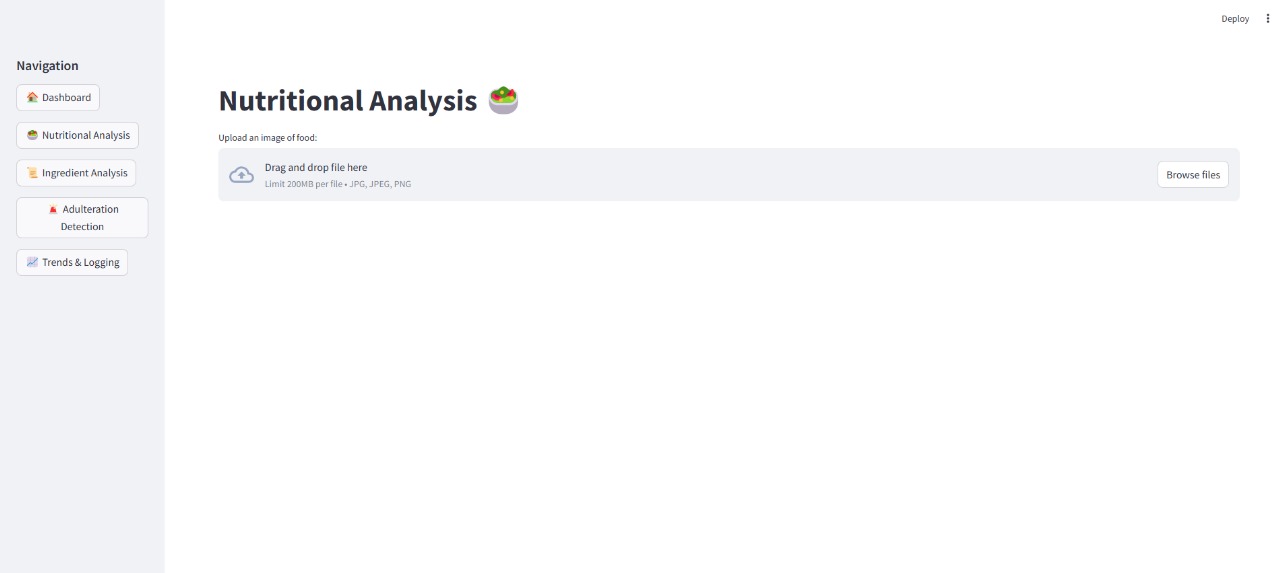 Deploy
Navigation
🏠 Dashboard
🥗 Nutritional Analysis
📜 Ingredient Analysis
🚨 Adulteration
Detection
📈 Trends & Logging
Nutritional Analysis 🥗
Upload an image of food:
Drag and drop file here
Limit 200MB per file • JPG, JPEG, PNG
Browse files